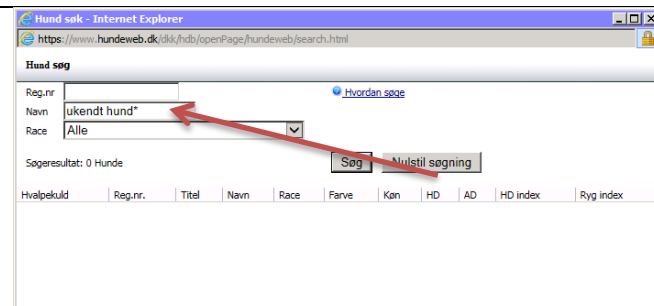 Hund søk - Internet Explorer
https://www.hundeweb.dk/dkk/hdb/openPage/hundeweb/search.html
Hund søg
Reg.nr Hvordan søge
Navn ukendt hund*
Race Alle
Søgeresultat: 0 Hunde Søg Nulstil søgning
Hvalpekuld Reg.nr. Titel Navn Race Farve Køn HD AD HD index Ryg index